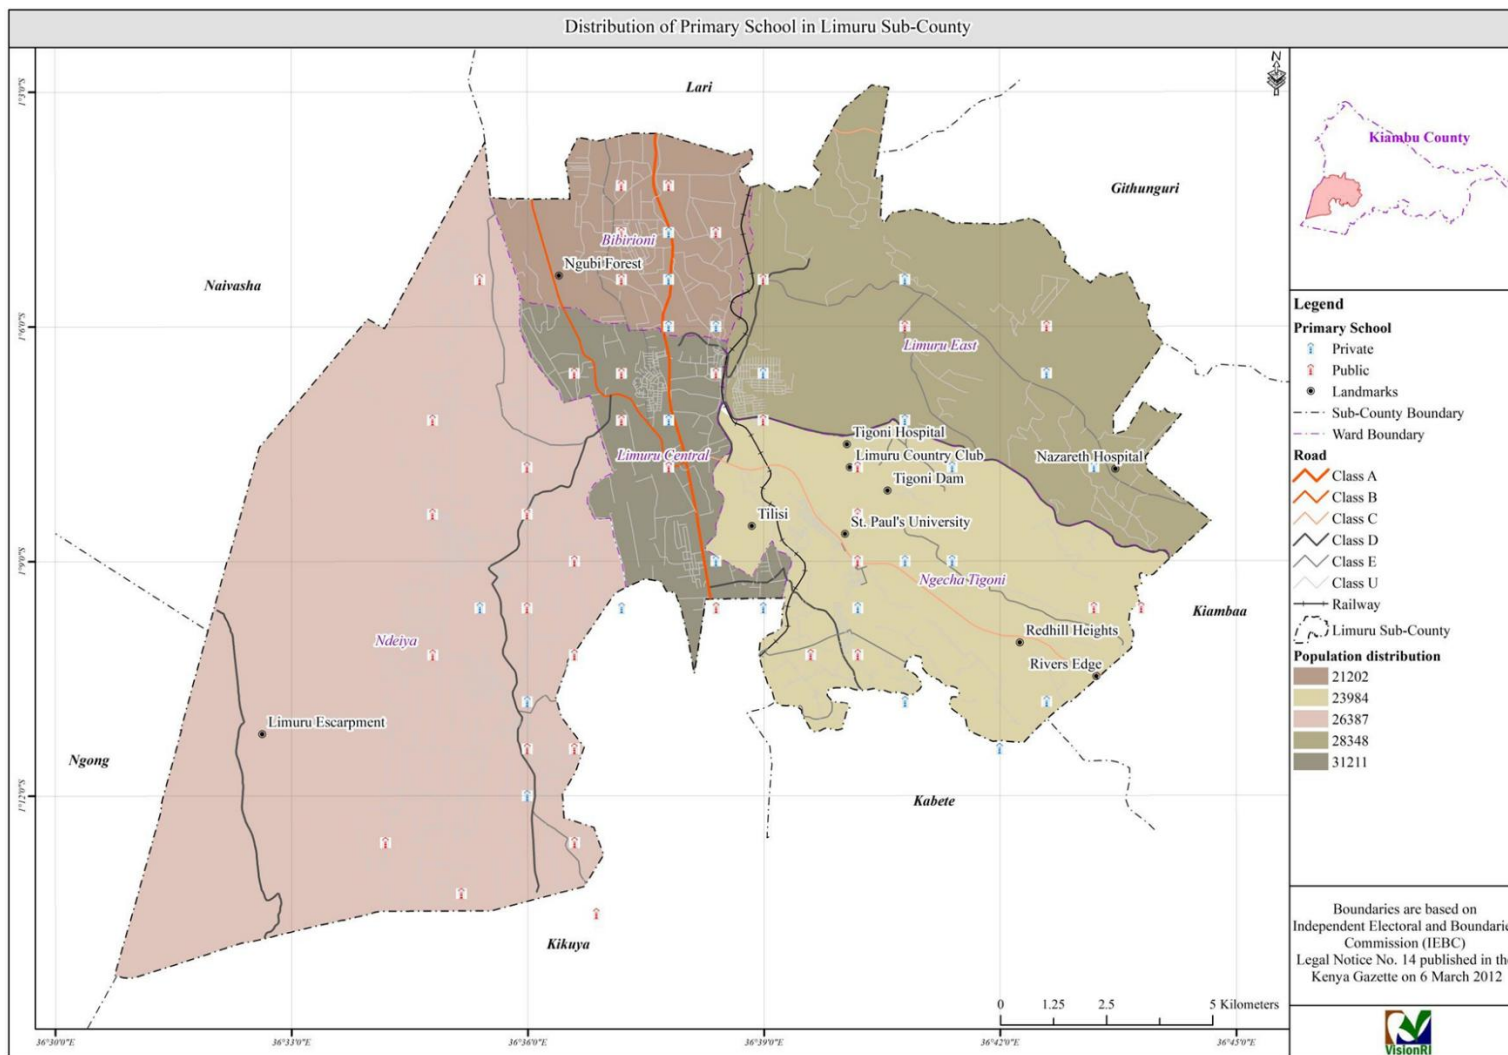 Distribution of Primary School in Limuru Sub-County
N
Lari
Githunguri
Naivasha
Ngong
Kiambaa
Kabete
Kikuya
Bibirioni
Ngubi Forest
Limuru East
Limuru Central
Tigoni Hospital
Limuru Country Club
Nazareth Hospital
Tigoni Dam
Tilisi
St. Paul's University
Ngecha Tigoni
Ndeiya
Redhill Heights
Rivers Edge
Limuru Escarpment
1°3'0"S
1°6'0"S
1°9'0"S
1°12'0"S
36°30'0"E
36°33'0"E
36°36'0"E
36°39'0"E
36°42'0"E
36°45'0"E
0 1.25 2.5 5 Kilometers
Kiambu County
Legend
Primary School
Private
Public
Landmarks
Sub-County Boundary
Ward Boundary
Road
Class A
Class B
Class C
Class D
Class E
Class U
Railway
Limuru Sub-County
Population distribution
21202
23984
26387
28348
31211
Boundaries are based on
Independent Electoral and Boundarie
Commission (IEBC)
Legal Notice No. 14 published in the
Kenya Gazette on 6 March 2012
VisionRI